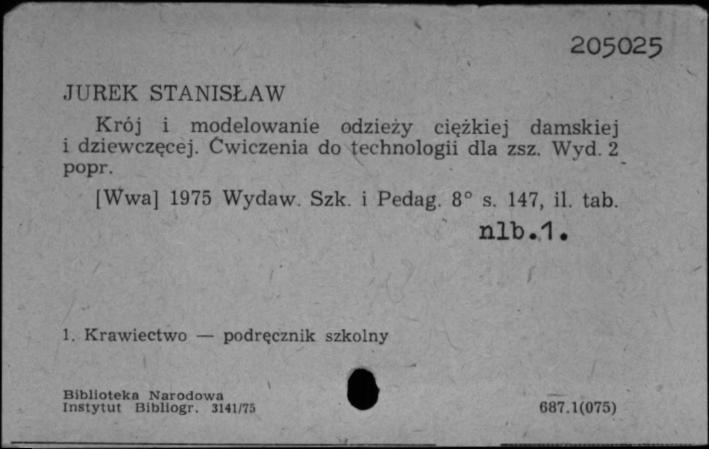 205025
JUREK STANISŁAW
Krój i modelowanie odzieży ciężkiej damskiej
i dziewczęcej. Ćwiczenia do technologii dla zsz. Wyd. 2
popr.
[Wwa] 1975 Wydaw. Szk. i Pedag. 8° s. 147, il. tab.
nlb.1.
1. Krawiectwo — podręcznik szkolny
Biblioteka Narodowa
Instytut Bibliogr. 3141/75
687.1(075)